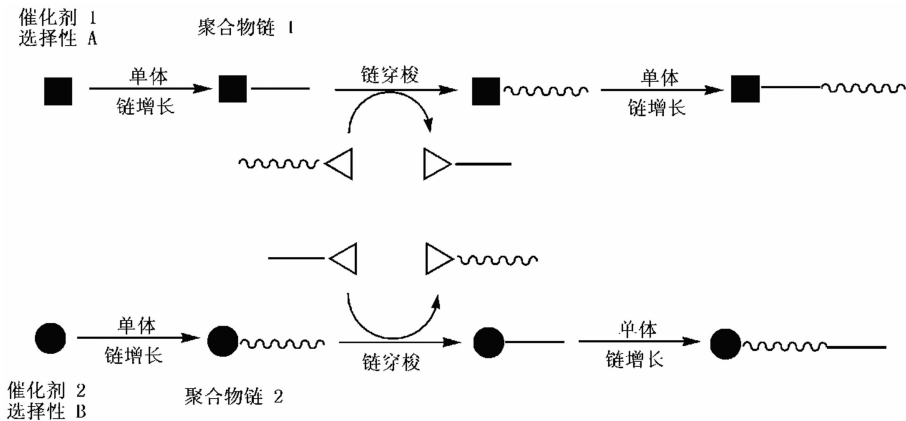 催化剂 1
选择性 A
聚合物链 1
单体
链增长
链穿梭
单体
链增长
单体
链增长
链穿梭
单体
链增长
催化剂 2
选择性 B
聚合物链 2